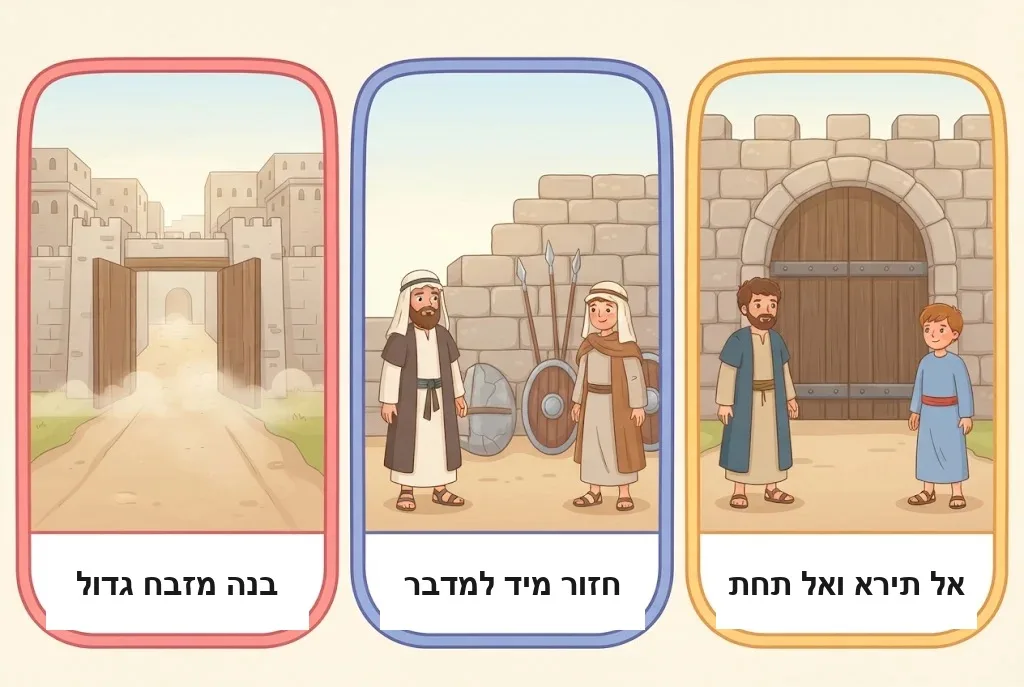 אל תירא ואל תחת
חזור מיד למדבר
בנה מזבח גדול